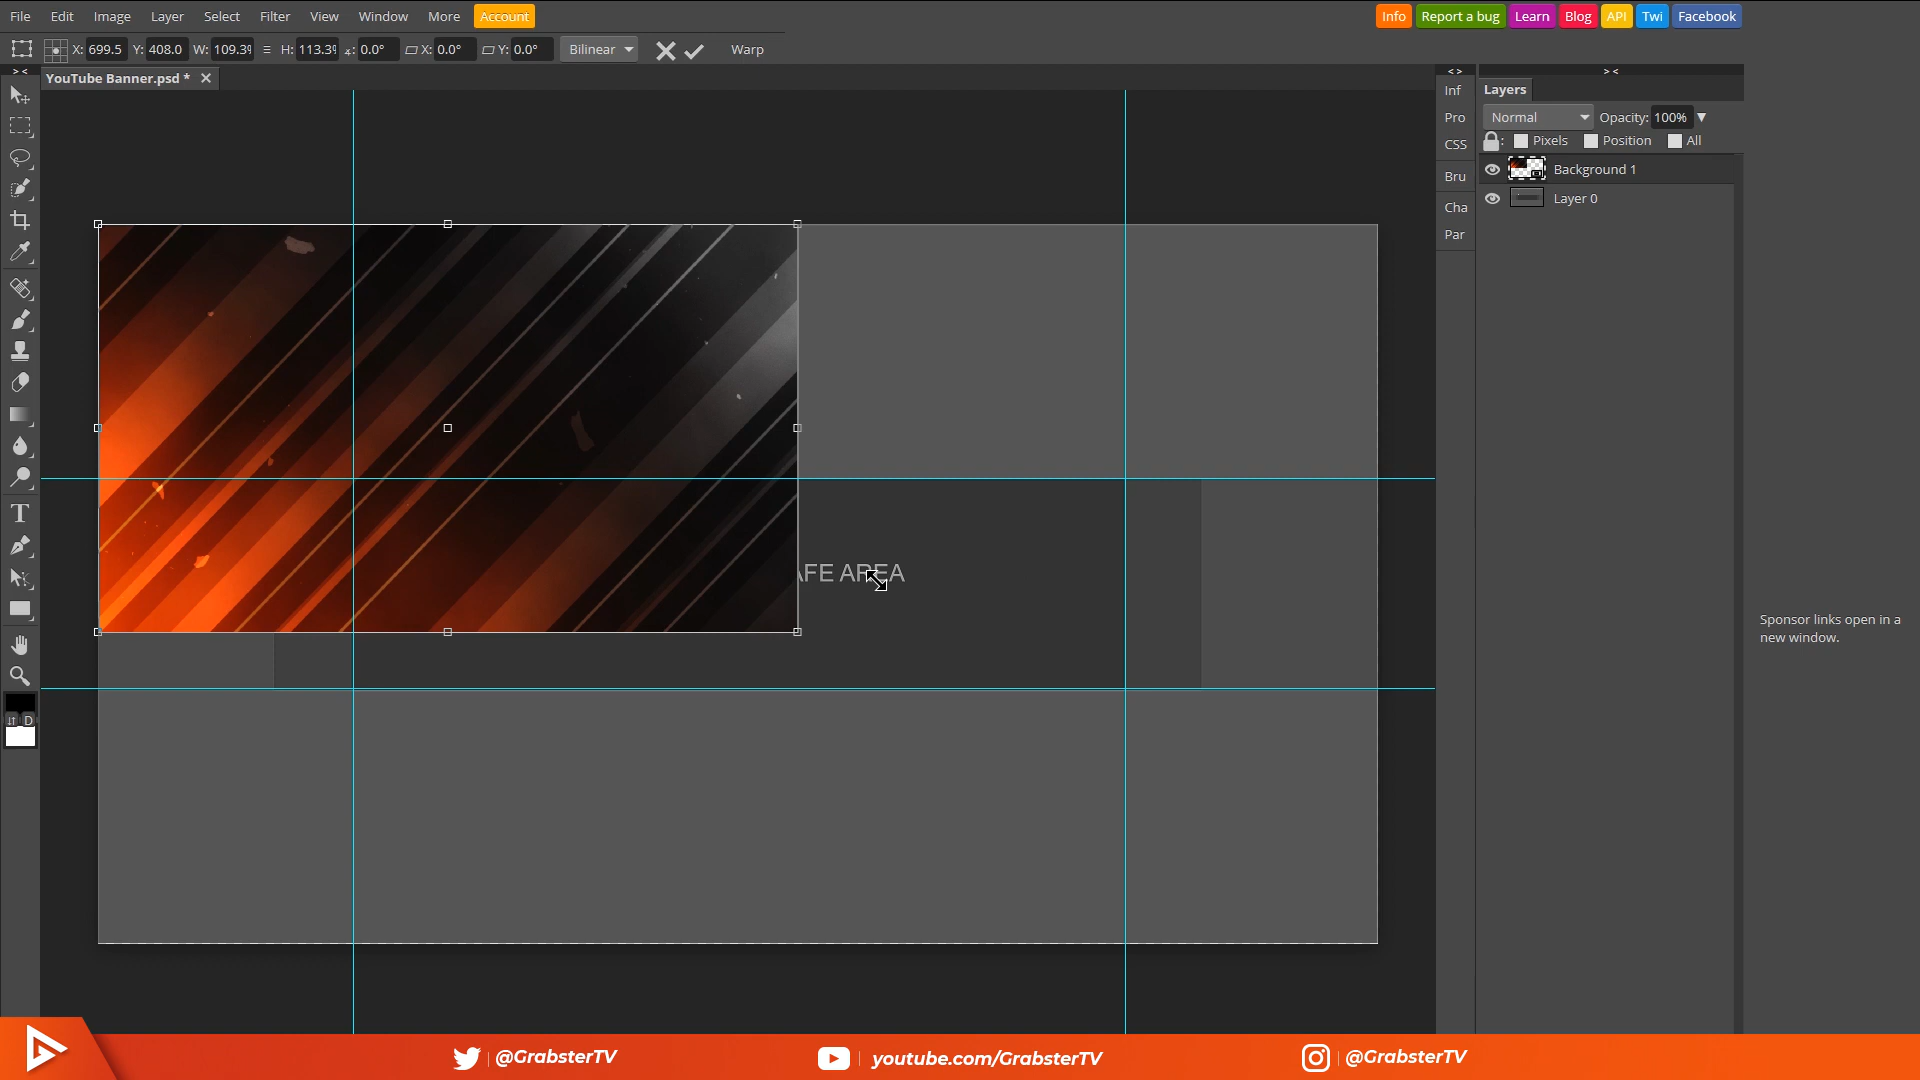 File Edit Image Layer Select Filter View Window More Account
Info Report a bug Learn Blog API Twi Facebook
X: 699.5 Y: 408.0 W: 109.3% H: 113.3% 0.0° X: 0.0° Y: 0.0° Bilinear Warp
> < < > > <
YouTube Banner.psd *
Layers
Inf
Pro
CSS
Bru
Cha
Par
Normal Opacity: 100%
Pixels Position All
Background 1
Layer 0
AFE AREA
T
D
Sponsor links open in a
new window.
@GrabsterTV
youtube.com/GrabsterTV
@GrabsterTV